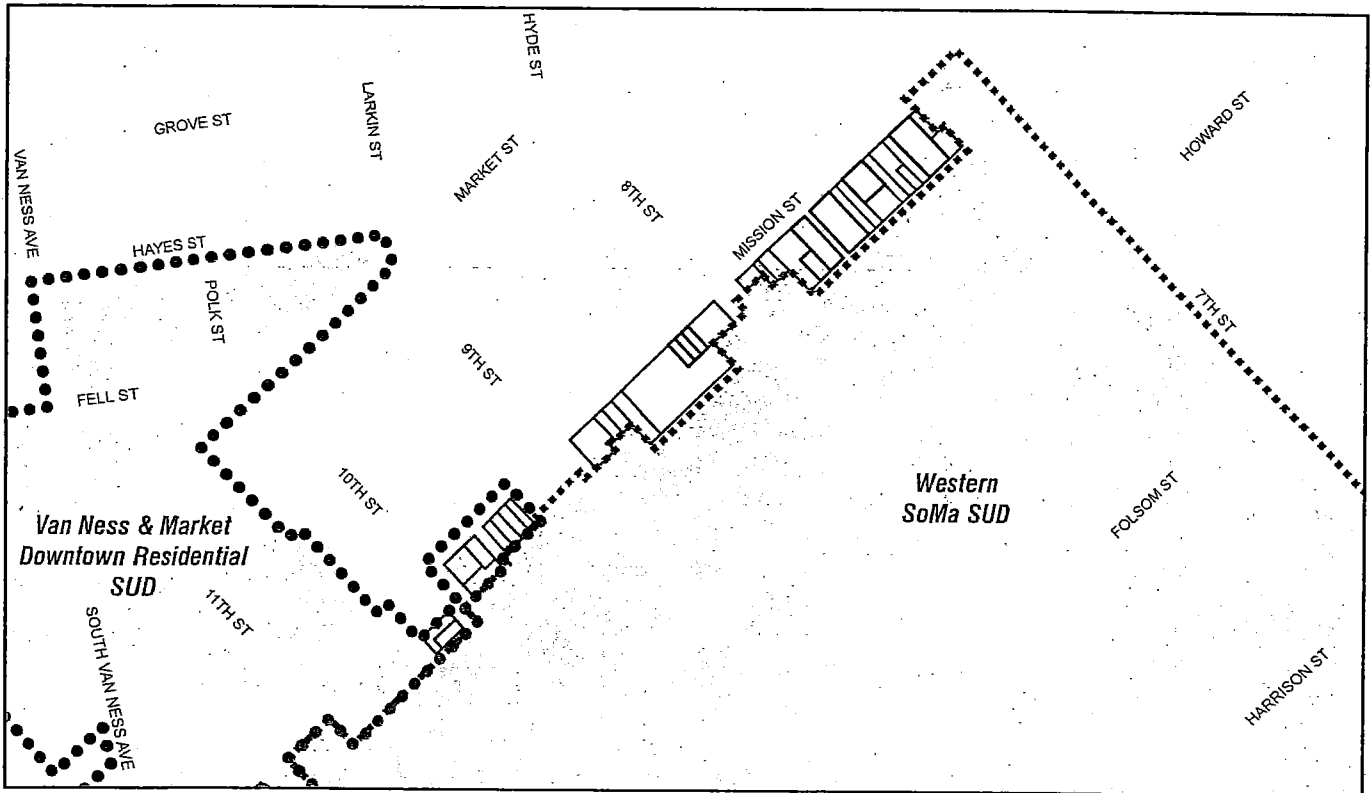 HYDE ST
LARKIN ST
GROVE ST
MARKET ST
HOWARD ST
VAN NESS AVE
8TH ST
MISSION ST
HAYES ST
POLK ST
7TH ST
9TH ST
FELL ST
10TH ST
Western
SoMa SUD
FOLSOM ST
Van Ness & Market
Downtown Residential
SUD
11TH ST
SOUTH VAN NESS AVE
HARRISON ST